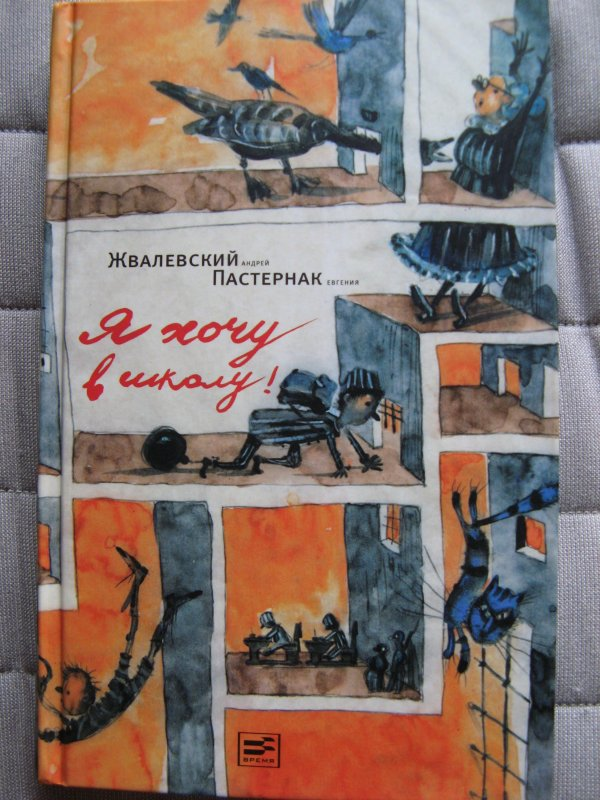 Жвалевский андрей
Пастернак евгения
Я хочу
в школу!
ВРЕМЯ